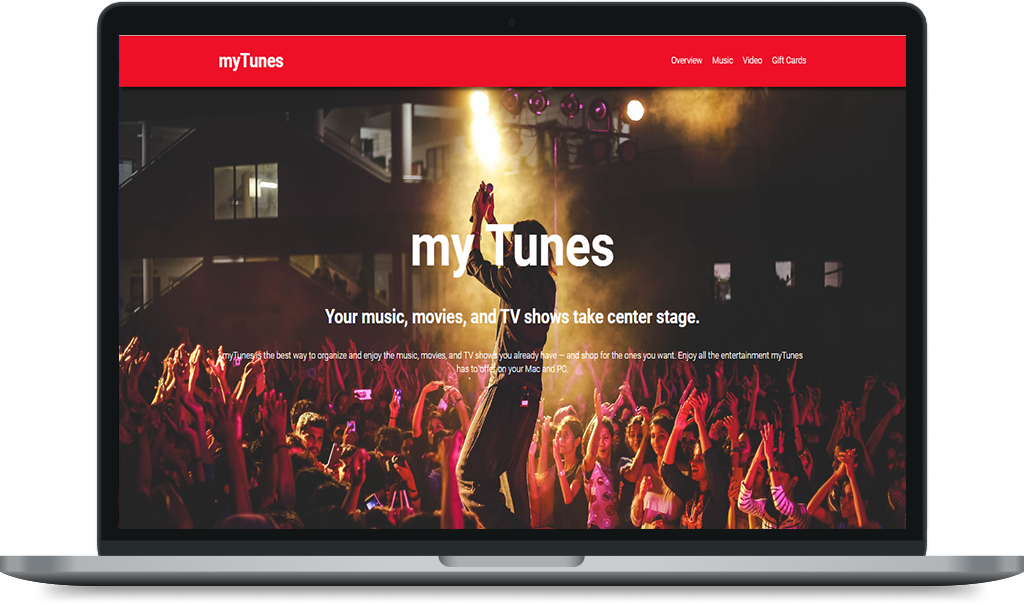 myTunes
Overview Music Video Gift Cards
my Tunes
Your music, movies, and TV shows take center stage.
myTunes is the best way to organize and enjoy the music, movies, and TV shows you already have — and shop for the ones you want. Enjoy all the entertainment myTunes
has to offer on your Mac and PC.